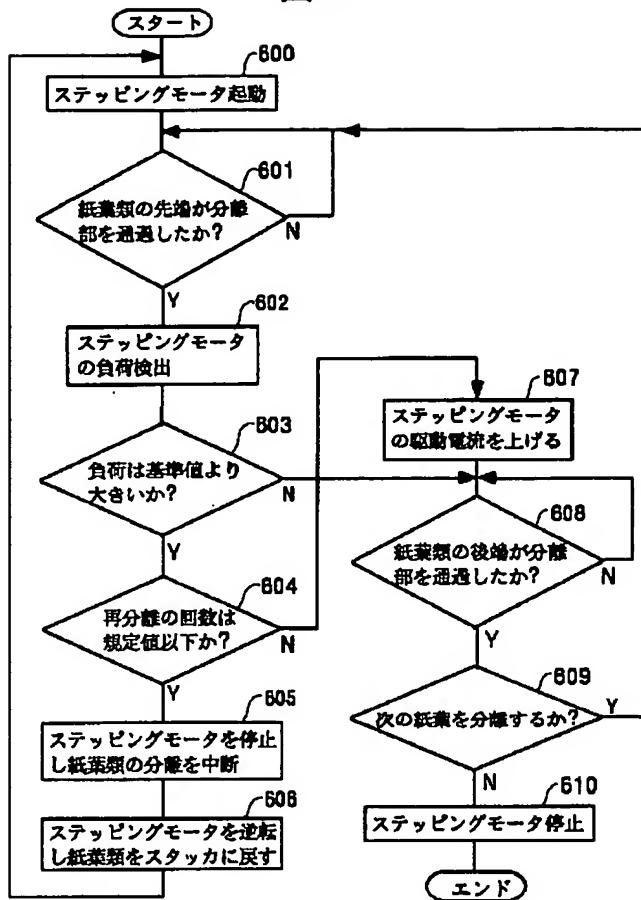 スタート
600
ステッピングモータ起動
601
紙葉類の先端が分離
部を通過したか?
N
Y
602
ステッピングモータ
の負荷検出
603
負荷は基準値より
大きいか?
N
Y
604
再分離の回数は
規定値以下か?
N
Y
605
ステッピングモータを停止
し紙葉類の分離を中断
606
ステッピングモータを逆転
し紙葉類をスタッカに戻す
607
ステッピングモータ
の駆動電流を上げる
608
紙葉類の後端が分離
部を通過したか?
N
Y
609
次の紙葉を分離するか?
Y
N
610
ステッピングモータ停止
エンド